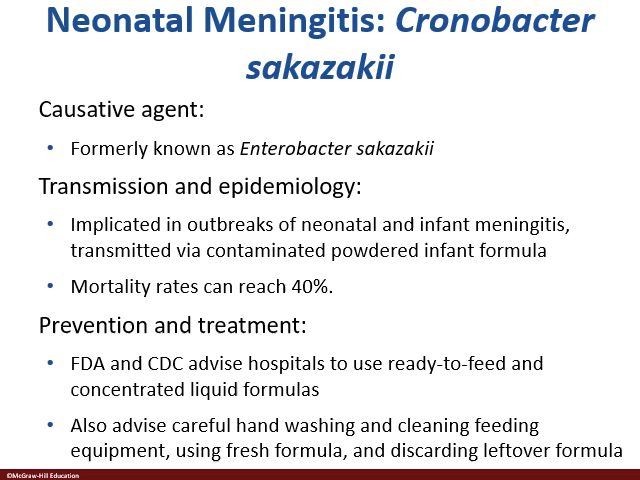 Neonatal Meningitis: Cronobacter
sakazakii
Causative agent:
• Formerly known as Enterobacter sakazakii
Transmission and epidemiology:
• Implicated in outbreaks of neonatal and infant meningitis,
transmitted via contaminated powdered infant formula
• Mortality rates can reach 40%.
Prevention and treatment:
• FDA and CDC advise hospitals to use ready-to-feed and
concentrated liquid formulas
• Also advise careful hand washing and cleaning feeding
equipment, using fresh formula, and discarding leftover formula
©McGraw-Hill Education